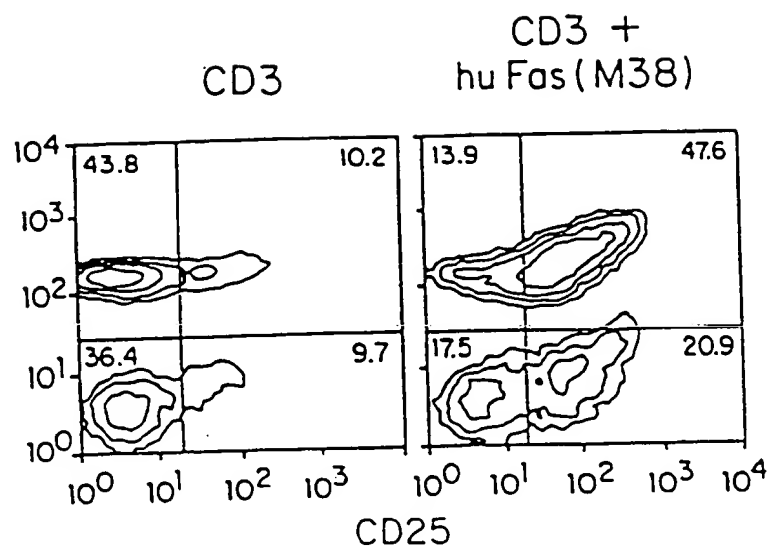 CD3
CD3 +
hu Fas (M38)
10⁴
10³
10²
10¹
10⁰
43.8
10.2
36.4
9.7
13.9
47.6
17.5
20.9
10⁰ 10¹ 10² 10³
10⁰ 10¹ 10² 10³ 10⁴
CD25